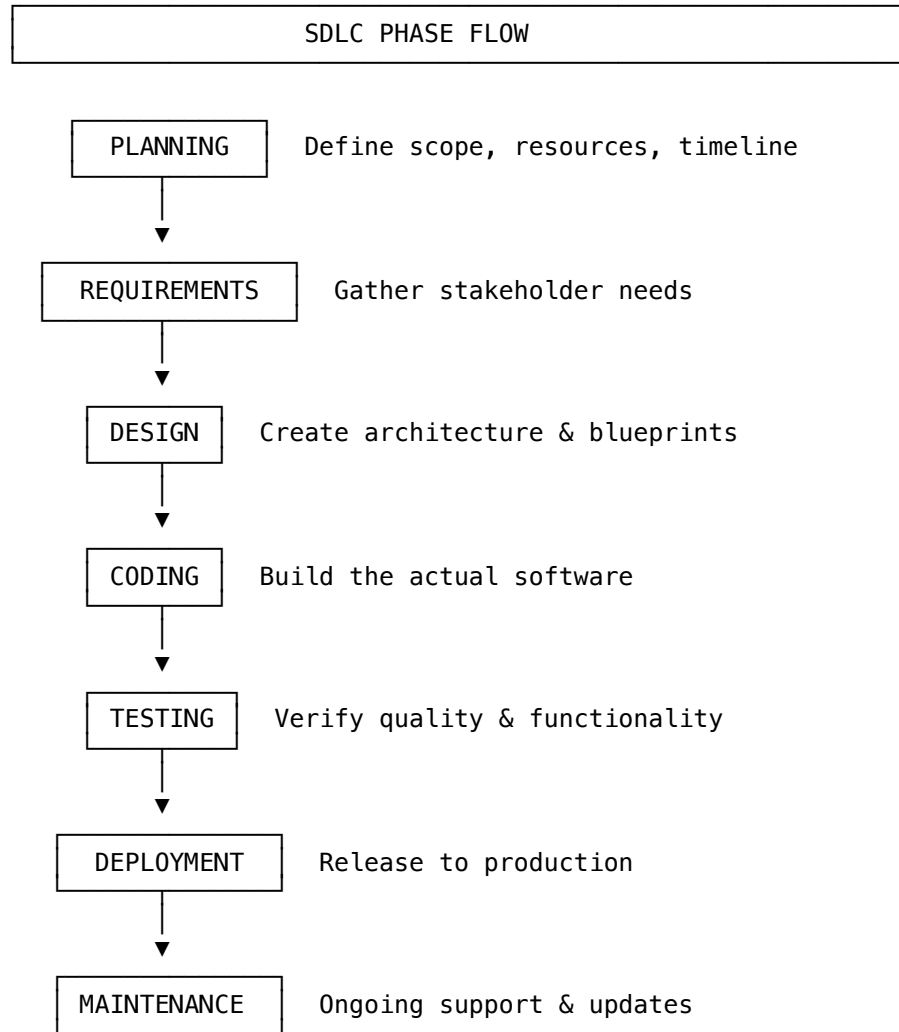 SDLC PHASE FLOW
PLANNING Define scope, resources, timeline
REQUIREMENTS Gather stakeholder needs
DESIGN Create architecture & blueprints
CODING Build the actual software
TESTING Verify quality & functionality
DEPLOYMENT Release to production
MAINTENANCE Ongoing support & updates